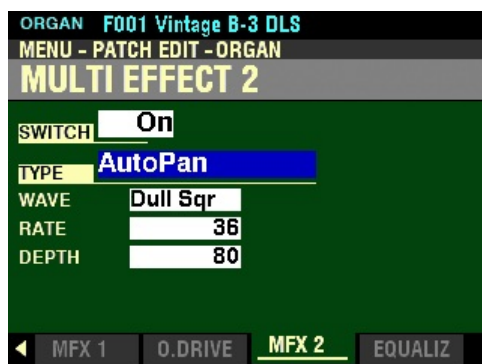 ORGAN F001 Vintage B-3 DLS
MENU - PATCH EDIT - ORGAN
MULTI EFFECT 2
SWITCH On
TYPE AutoPan
WAVE Dull Sqr
RATE 36
DEPTH 80
MFX 1 O.DRIVE MFX 2 EQUALIZ